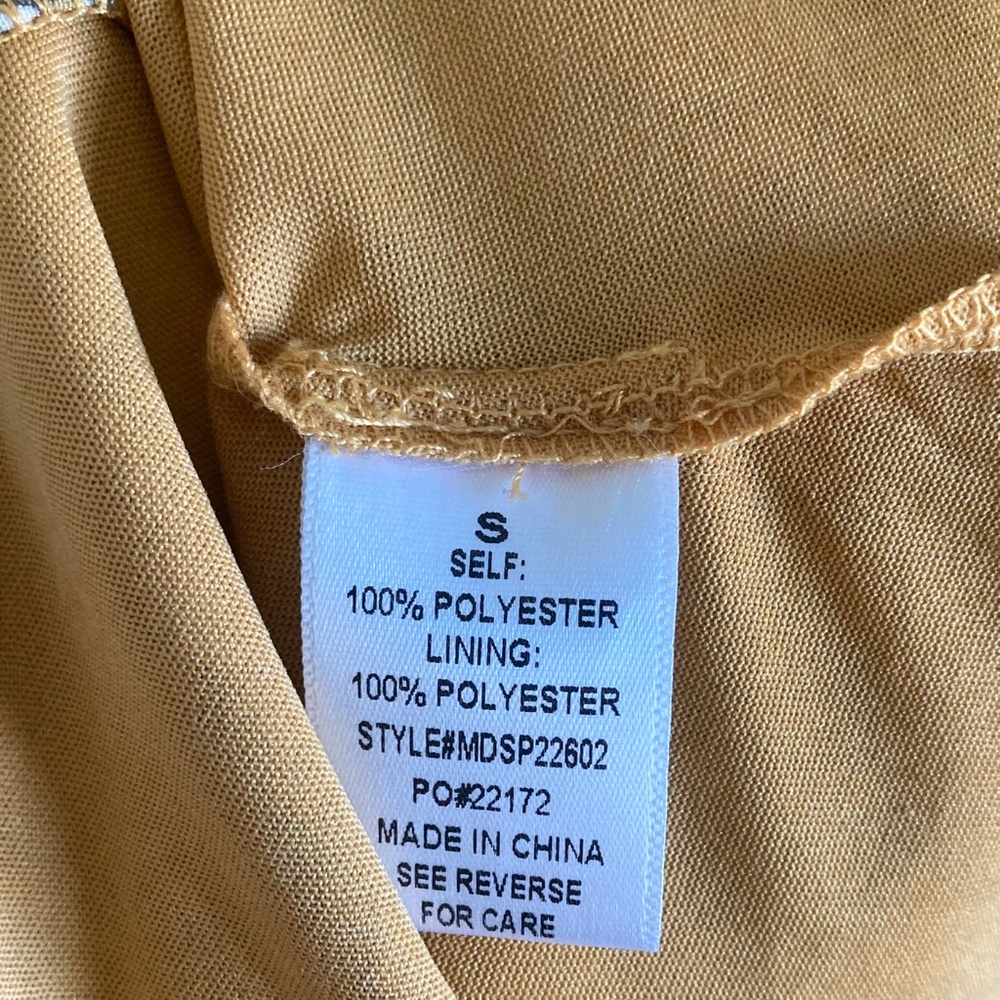 S
SELF:
100% POLYESTER
LINING:
100% POLYESTER
STYLE#MDSP22602
PO#22172
MADE IN CHINA
SEE REVERSE
FOR CARE